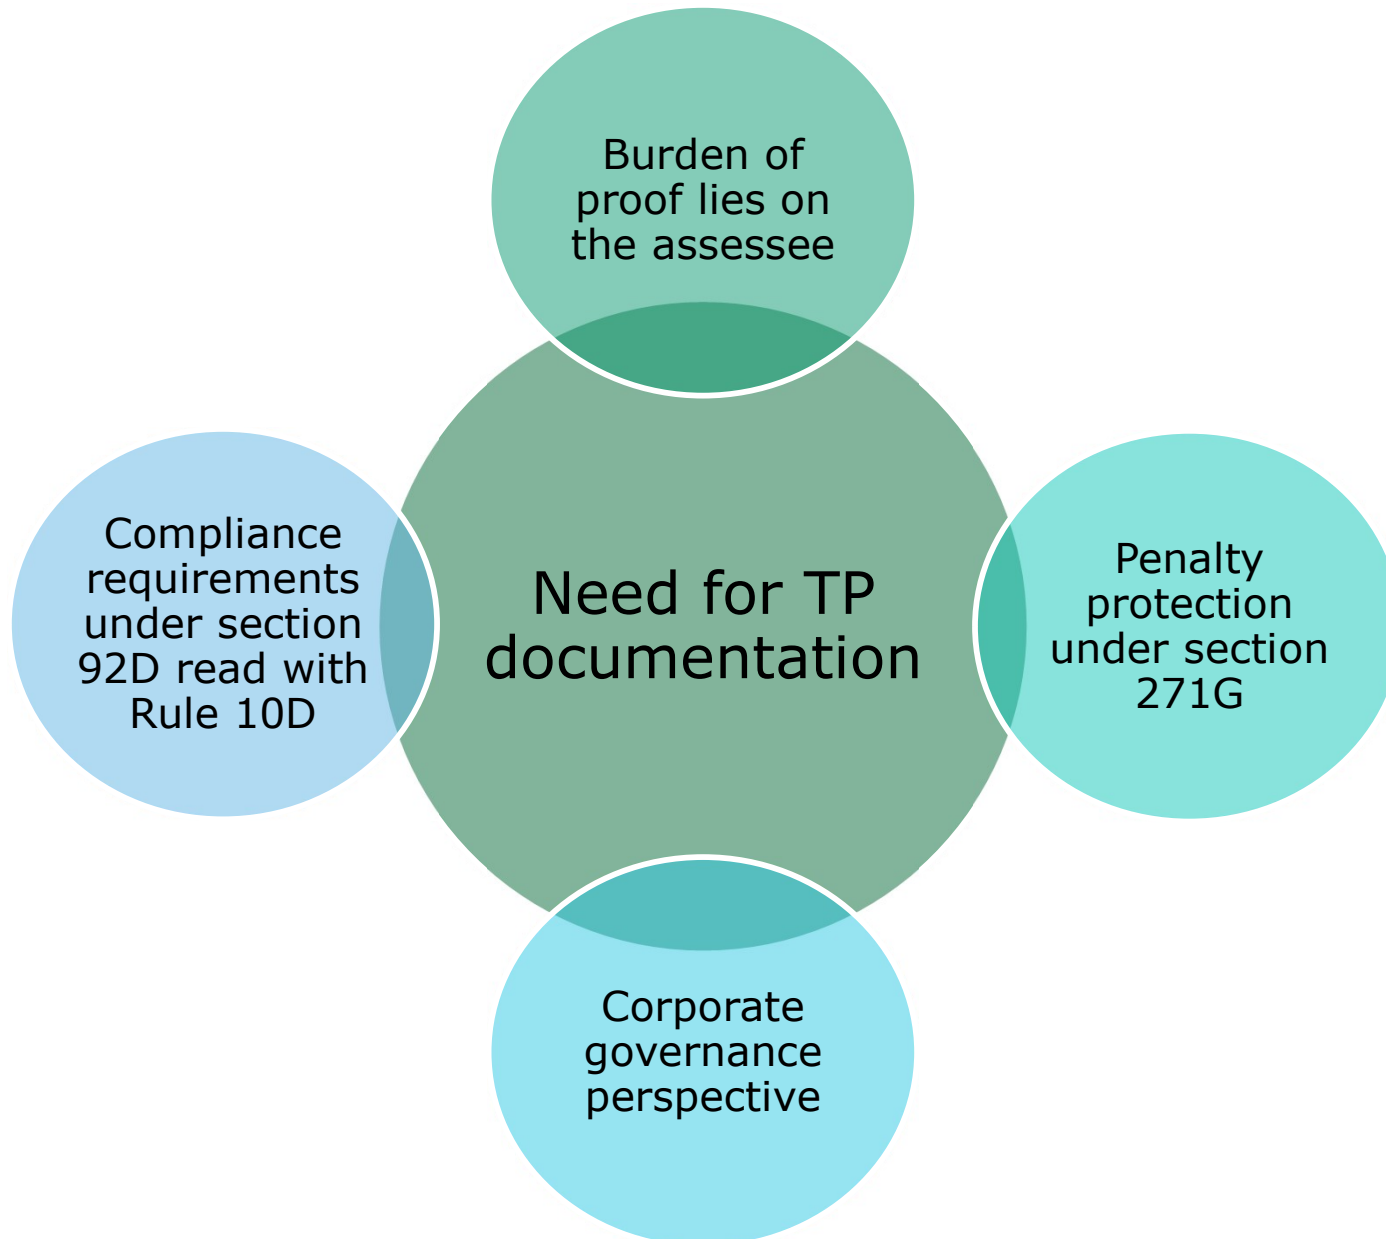 Burden of
proof lies on
the assessee
Compliance
requirements
under section
92D read with
Rule 10D
Need for TP
documentation
Penalty
protection
under section
271G
Corporate
governance
perspective